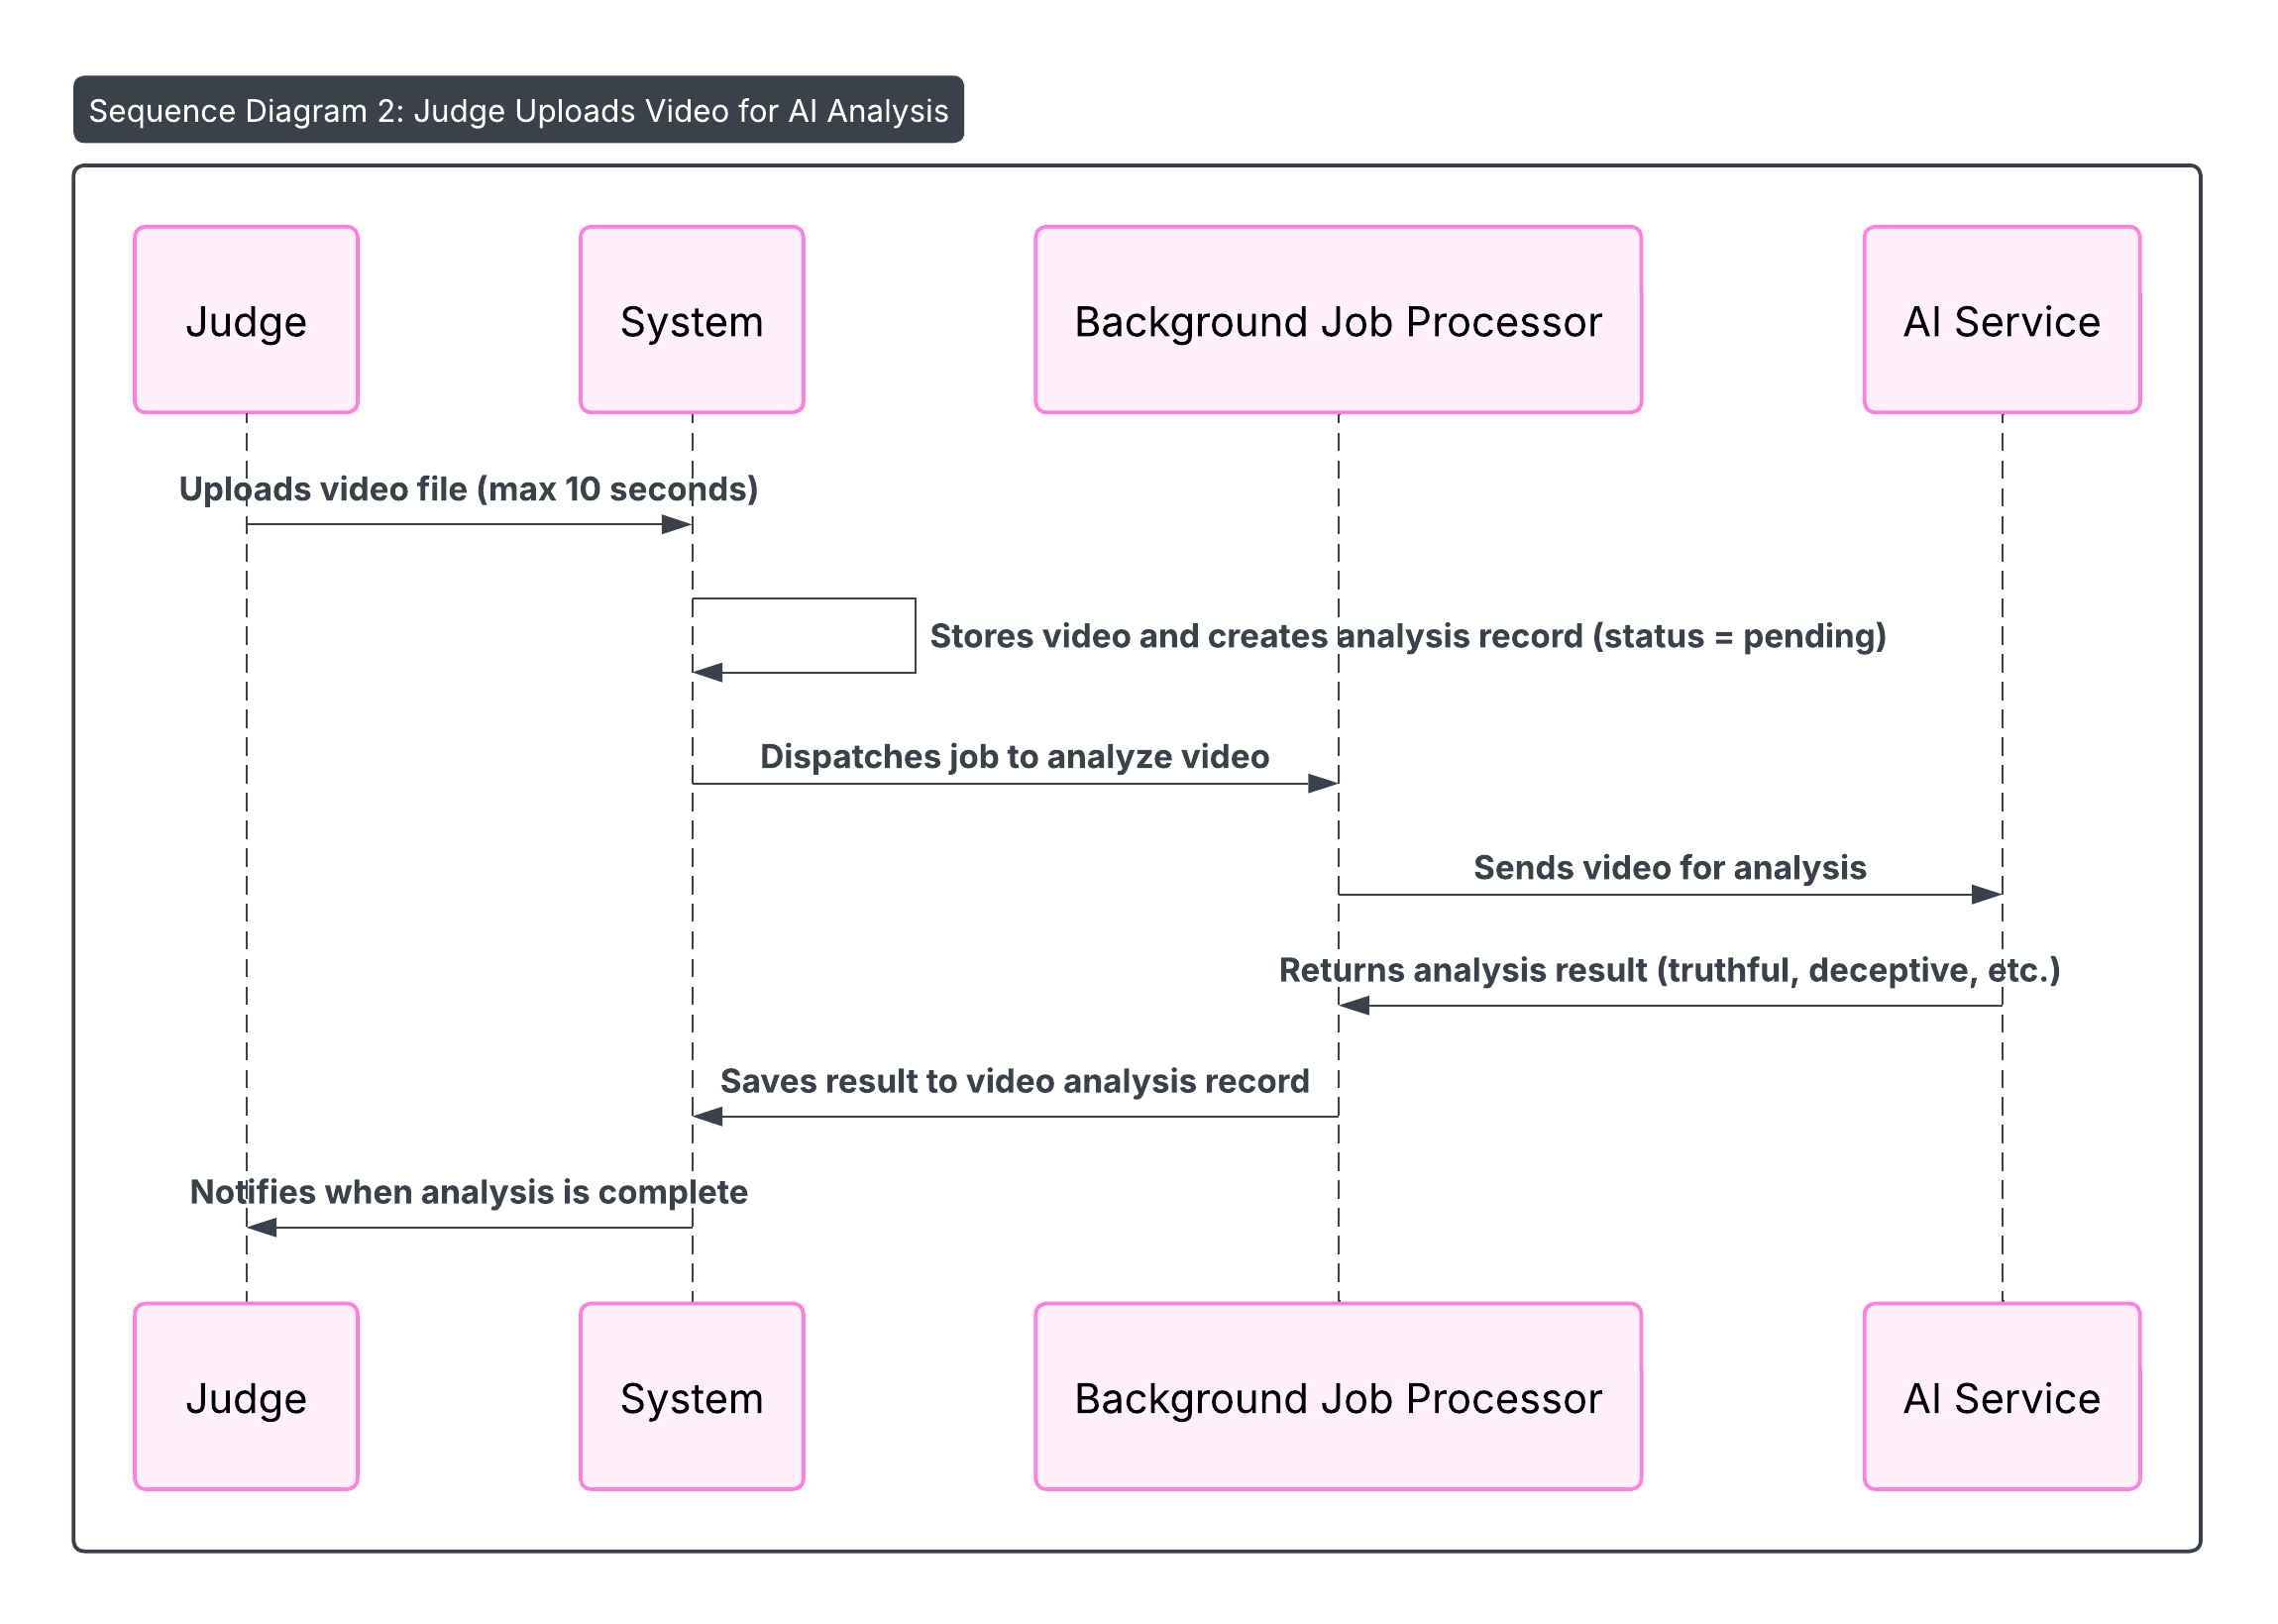 Sequence Diagram 2: Judge Uploads Video for AI Analysis
Judge
System
Background Job Processor
AI Service
Uploads video file (max 10 seconds)
Stores video and creates analysis record (status = pending)
Dispatches job to analyze video
Sends video for analysis
Returns analysis result (truthful, deceptive, etc.)
Saves result to video analysis record
Notifies when analysis is complete
Judge
System
Background Job Processor
AI Service